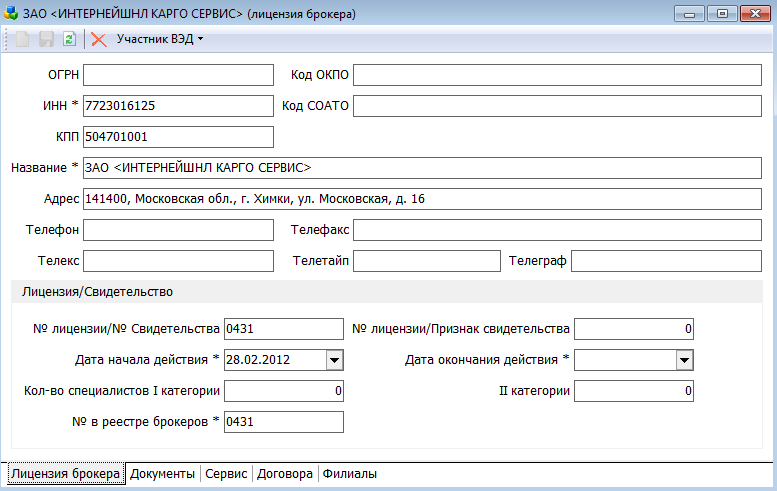 ЗАО <ИНТЕРНЕЙШНЛ КАРГО СЕРВИС> (лицензия брокера)
Участник ВЭД
ОГРН Код ОКПО
ИНН * 7723016125 Код СОАТО
КПП 504701001
Название * ЗАО <ИНТЕРНЕЙШНЛ КАРГО СЕРВИС>
Адрес 141400, Московская обл., г. Химки, ул. Московская, д. 16
Телефон Телефакс
Телекс Телетайп Телеграф
Лицензия/Свидетельство
№ лицензии/№ Свидетельства 0431 № лицензии/Признак свидетельства 0
Дата начала действия * 28.02.2012 Дата окончания действия *
Кол-во специалистов I категории 0 II категории 0
№ в реестре брокеров * 0431
Лицензия брокера Документы Сервис Договора Филиалы